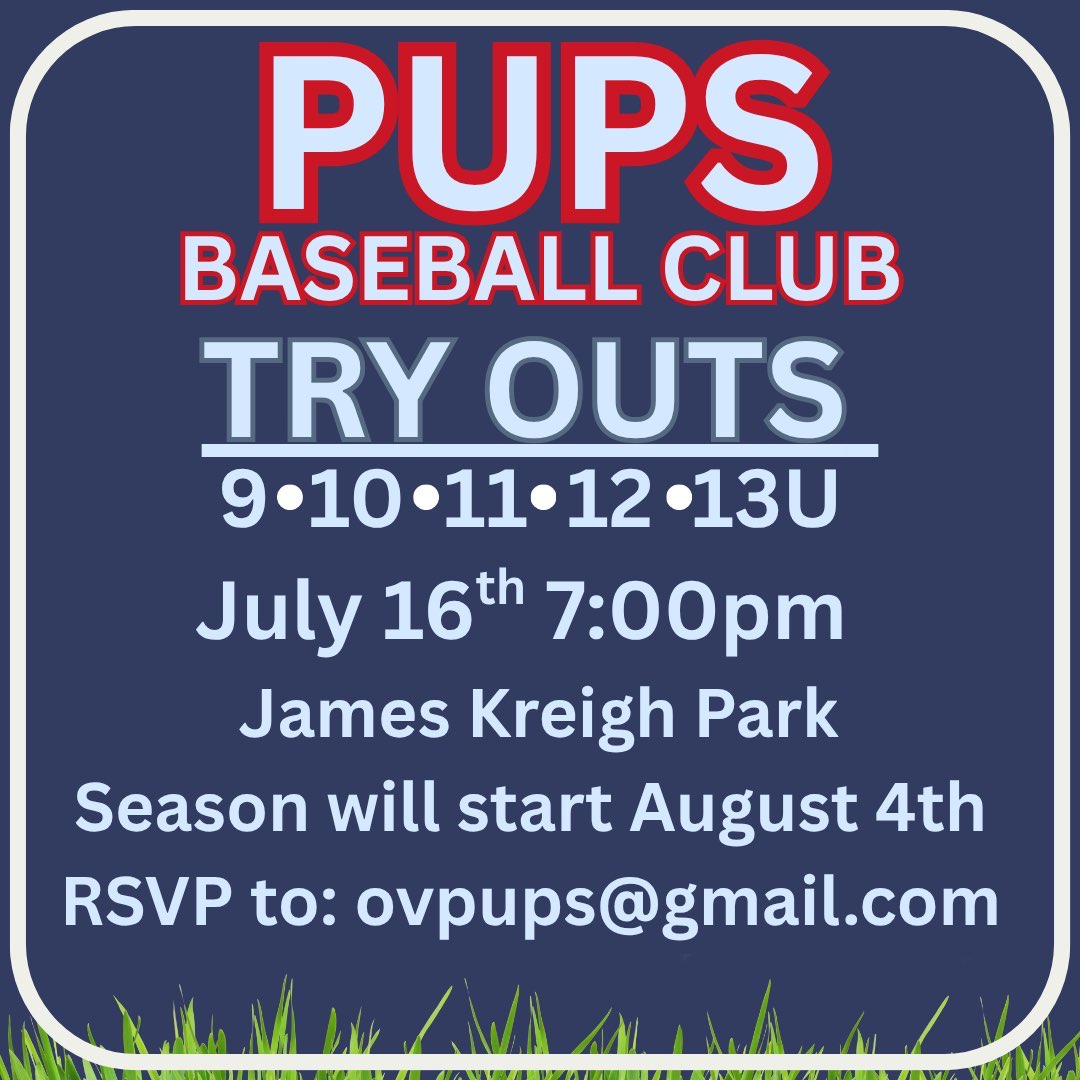 PUPS
BASEBALL CLUB
TRY OUTS
9•10•11•12•13U
July 16th 7:00pm
James Kreigh Park
Season will start August 4th
RSVP to: ovpups@gmail.com